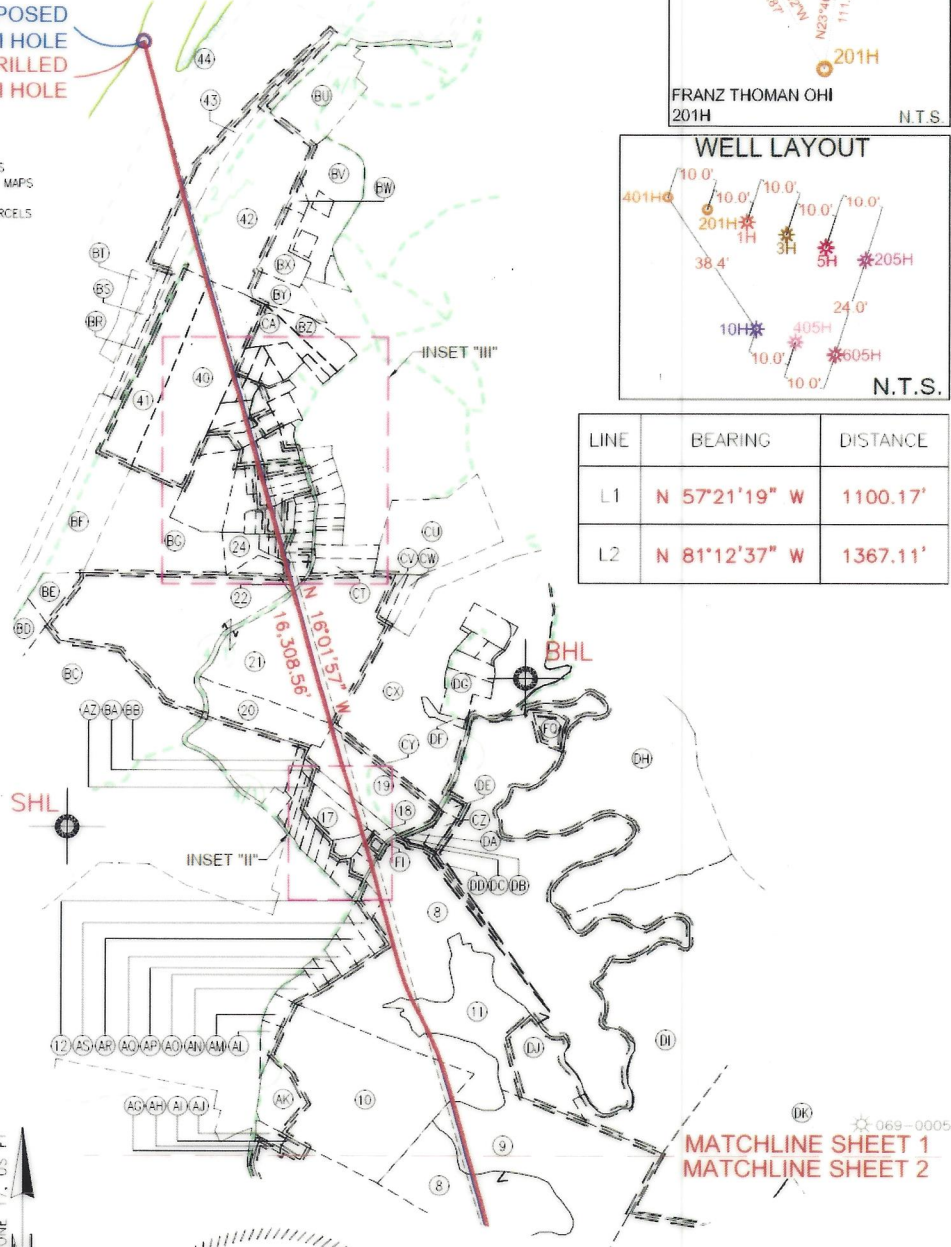 POSED
HOLE
RILLED
HOLE
MAPS
RCELS
44
43
BU
BV
BW
42
BT
BS
BR
BX
BY
CA
BZ
INSET "III"
40
41
BF
BG
24
CU
CV CW
BE
22
CT
BD
BC
21
20
N 16°01'57" W
16,308.56'
CX
DG
BHL
AZ BA BB
CY
DF
FQ
DH
SHL
19
DE
17
18
CZ
DA
INSET "II"
FI
DD DC DB
8
11
12 AS AR AQ AP AO AN AM AL
DJ
DI
AG AH AI AJ
AK
10
DK
069-0005
9
8
MATCHLINE SHEET 1
MATCHLINE SHEET 2
N23°4
111.
201H
FRANZ THOMAN OHI
201H
N.T.S.
WELL LAYOUT
10.0'
10.0'
10.0'
10.0'
10.0'
401H
201H
1H
3H
5H
205H
38.4'
24.0'
10H
405H
605H
10.0'
10.0'
N.T.S.
LINE BEARING DISTANCE
L1 N 57°21'19" W 1100.17'
L2 N 81°12'37" W 1367.11'